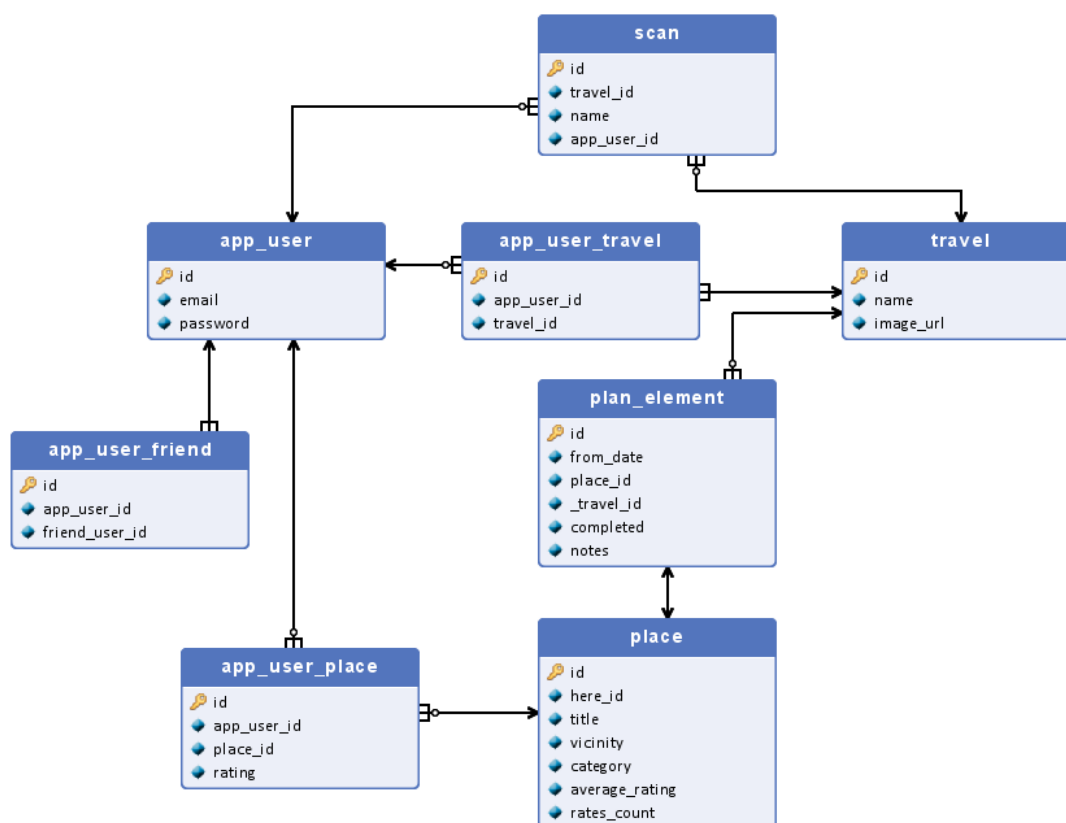 scan
id
travel_id
name
app_user_id
app_user
id
email
password
app_user_travel
id
app_user_id
travel_id
travel
id
name
image_url
plan_element
id
from_date
place_id
_travel_id
completed
notes
app_user_friend
id
app_user_id
friend_user_id
app_user_place
id
app_user_id
place_id
rating
place
id
here_id
title
vicinity
category
average_rating
rates_count